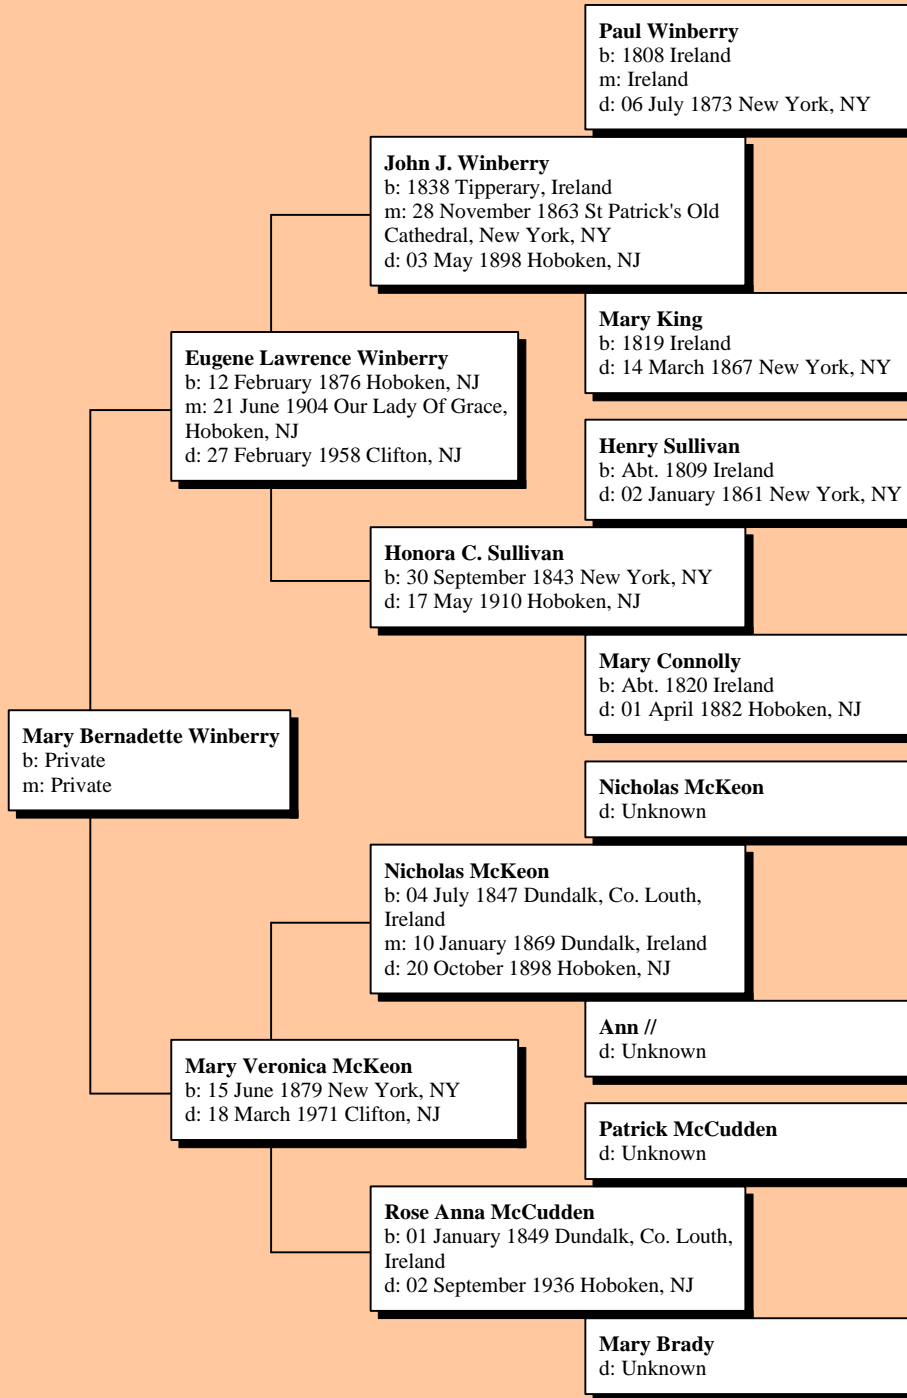 Paul Winberry
b: 1808 Ireland
m: Ireland
d: 06 July 1873 New York, NY
John J. Winberry
b: 1838 Tipperary, Ireland
m: 28 November 1863 St Patrick's Old
Cathedral, New York, NY
d: 03 May 1898 Hoboken, NJ
Mary King
b: 1819 Ireland
d: 14 March 1867 New York, NY
Eugene Lawrence Winberry
b: 12 February 1876 Hoboken, NJ
m: 21 June 1904 Our Lady Of Grace,
Hoboken, NJ
d: 27 February 1958 Clifton, NJ
Henry Sullivan
b: Abt. 1809 Ireland
d: 02 January 1861 New York, NY
Honora C. Sullivan
b: 30 September 1843 New York, NY
d: 17 May 1910 Hoboken, NJ
Mary Connolly
b: Abt. 1820 Ireland
d: 01 April 1882 Hoboken, NJ
Mary Bernadette Winberry
b: Private
m: Private
Nicholas McKeon
d: Unknown
Nicholas McKeon
b: 04 July 1847 Dundalk, Co. Louth,
Ireland
m: 10 January 1869 Dundalk, Ireland
d: 20 October 1898 Hoboken, NJ
Ann //
d: Unknown
Mary Veronica McKeon
b: 15 June 1879 New York, NY
d: 18 March 1971 Clifton, NJ
Patrick McCudden
d: Unknown
Rose Anna McCudden
b: 01 January 1849 Dundalk, Co. Louth,
Ireland
d: 02 September 1936 Hoboken, NJ
Mary Brady
d: Unknown